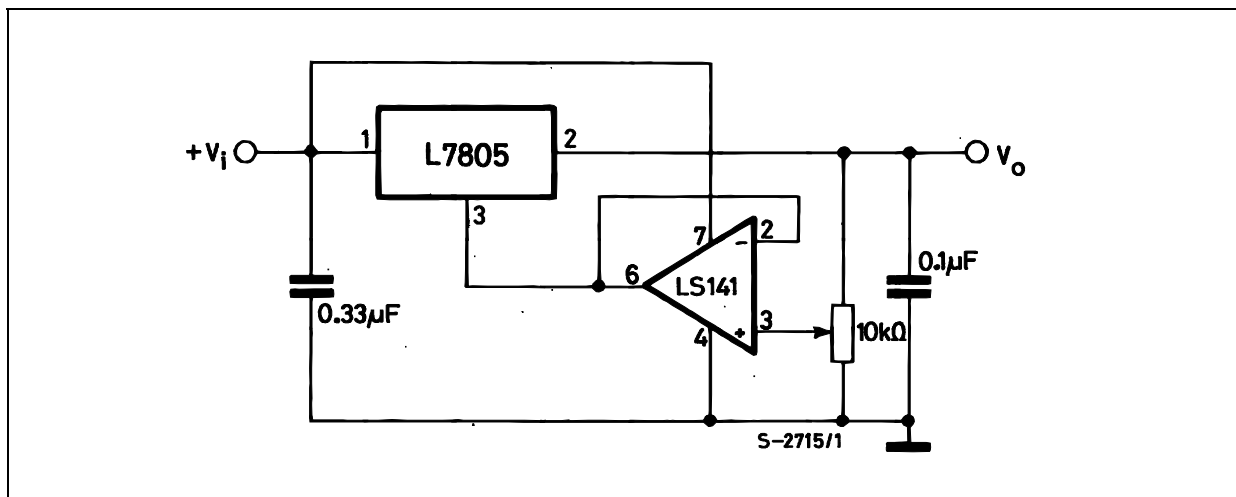 +Vi
1
L7805
2
Vo
3
7
2
-
6
LS141
0.1µF
0.33µF
4
+
3
10kΩ
S-2715/1